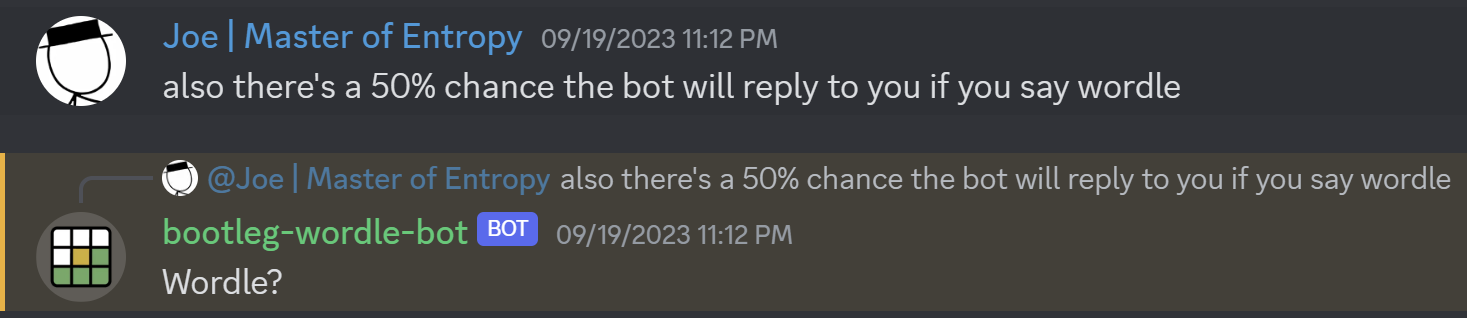 Joe | Master of Entropy 09/19/2023 11:12 PM
also there's a 50% chance the bot will reply to you if you say wordle
@Joe | Master of Entropy also there's a 50% chance the bot will reply to you if you say wordle
bootleg-wordle-bot BOT 09/19/2023 11:12 PM
Wordle?